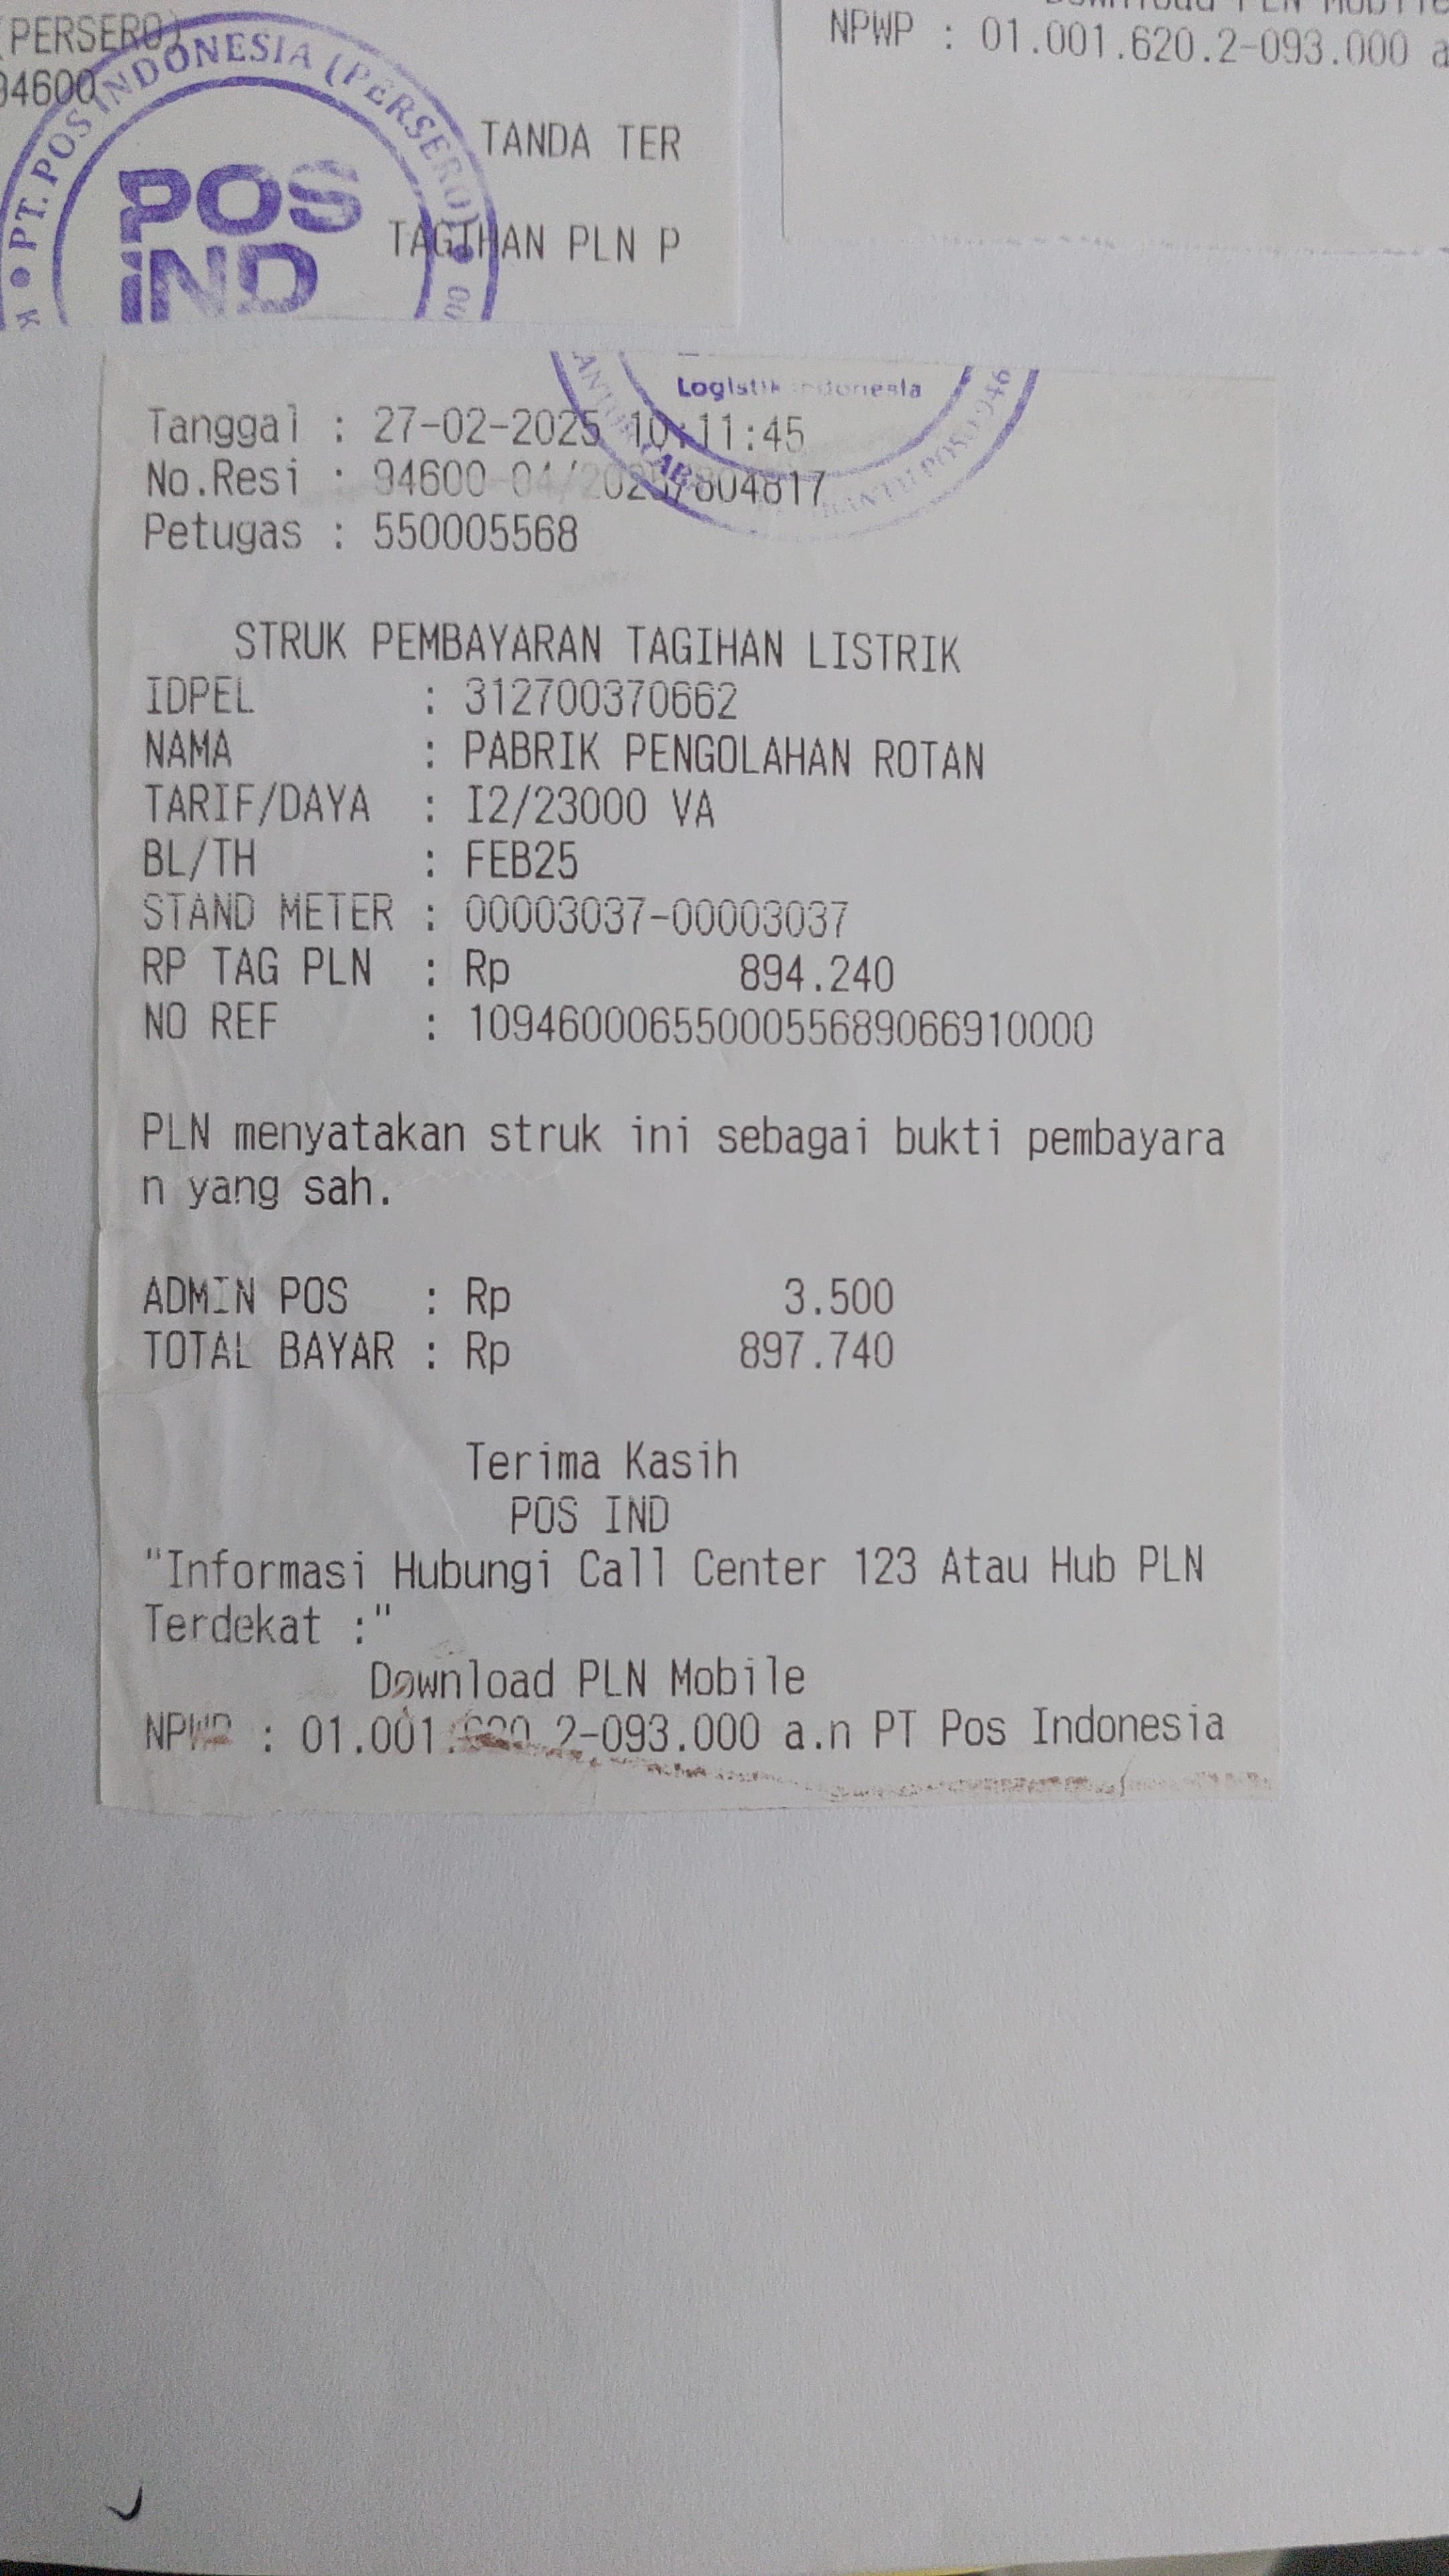 (PERSERO)
94600
PT. POS INDONESIA (PERSERO)
POS
IND
TANDA TER
TAGIHAN PLN P
NPWP : 01.001.620.2-093.000 a
Logistik Indonesia
Tanggal : 27-02-2025 10:11:45
No.Resi : 94600-04/2025/804817
Petugas : 550005568
STRUK PEMBAYARAN TAGIHAN LISTRIK
IDPEL : 312700370662
NAMA : PABRIK PENGOLAHAN ROTAN
TARIF/DAYA : I2/23000 VA
BL/TH : FEB25
STAND METER : 00003037-00003037
RP TAG PLN : Rp 894.240
NO REF : 1094600065500055689066910000
PLN menyatakan struk ini sebagai bukti pembayara
n yang sah.
ADMIN POS : Rp 3.500
TOTAL BAYAR : Rp 897.740
Terima Kasih
POS IND
"Informasi Hubungi Call Center 123 Atau Hub PLN
Terdekat :"
Download PLN Mobile
NPWP : 01.001.620.2-093.000 a.n PT Pos Indonesia